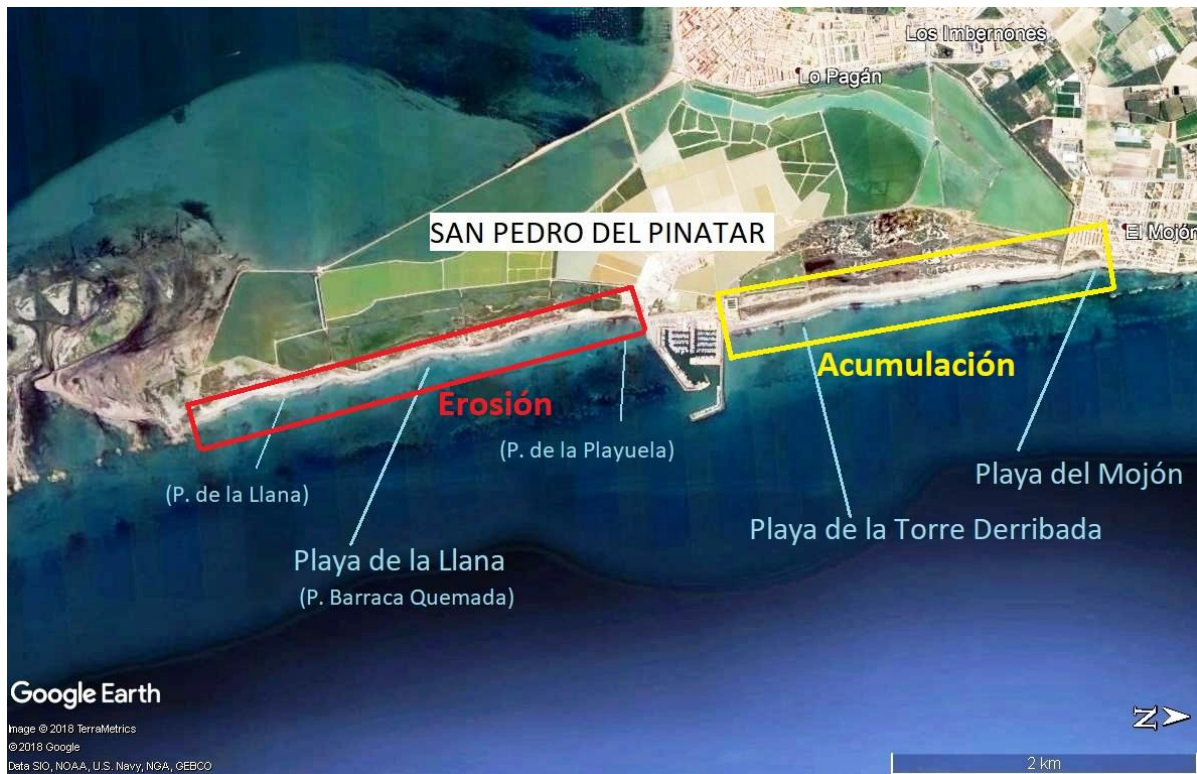 Los Imbernónes
Lo Pagán
SAN PEDRO DEL PINATAR
El Mojón
Acumulación
Erosión
(P. de la Playuela)
(P. de la Llana)
Playa del Mojón
Playa de la Torre Derribada
Playa de la Llana
(P. Barraca Quemada)
Google Earth
Image © 2018 TerraMetrics
© 2018 Google
Data SIO, NOAA, U.S. Navy, NGA, GEBCO
N
2 km